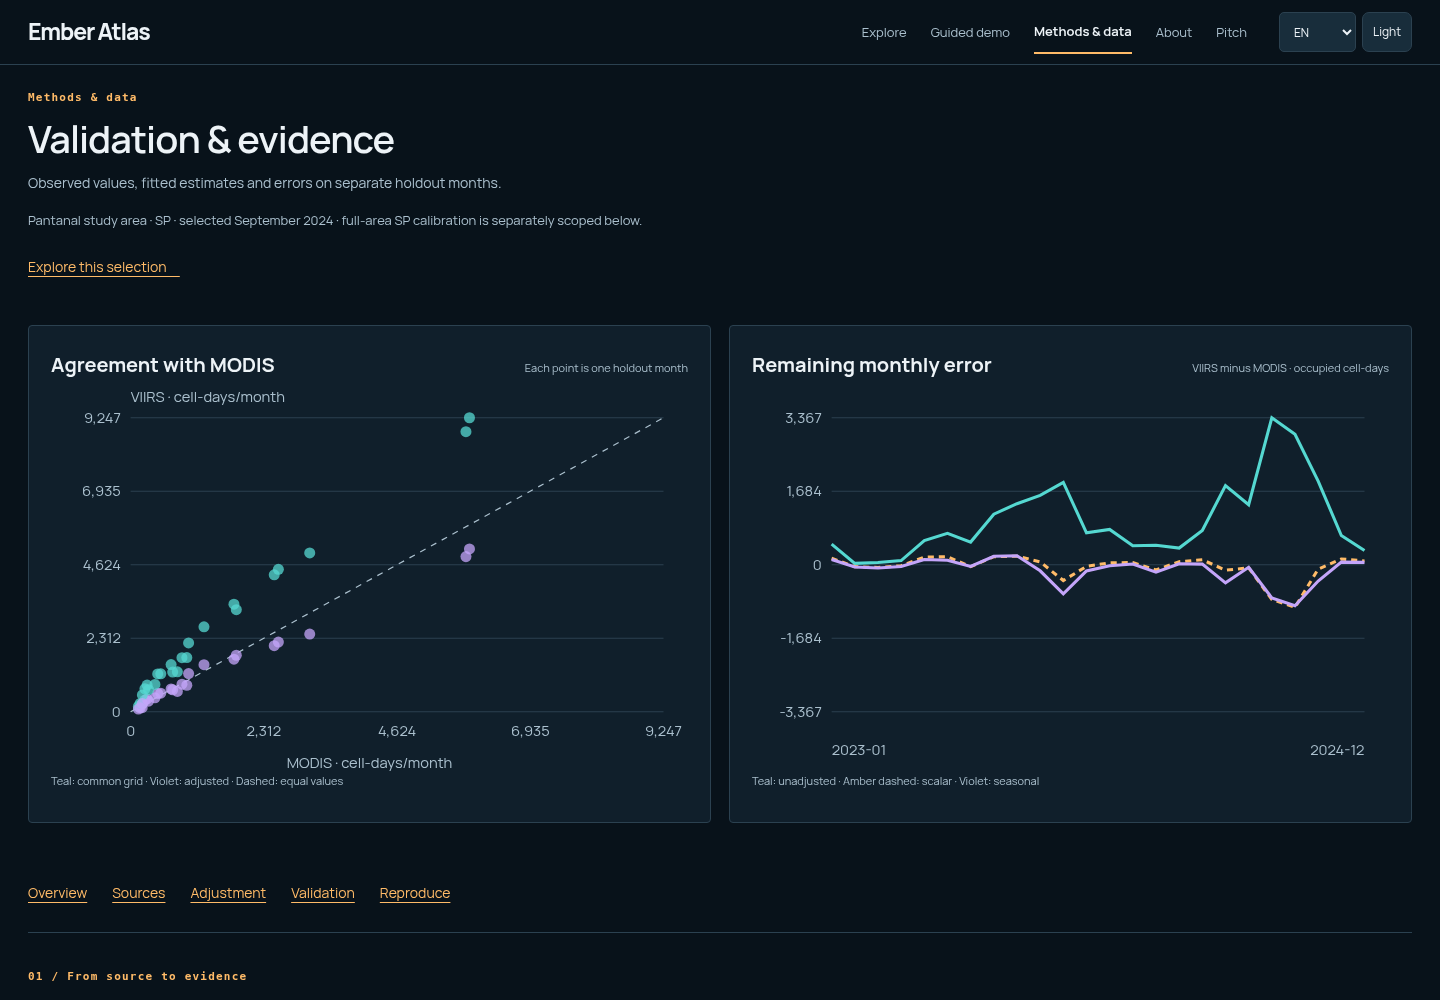 Ember Atlas
Explore
Guided demo
Methods & data
About
Pitch
EN
Light
Methods & data
Validation & evidence
Observed values, fitted estimates and errors on separate holdout months.
Pantanal study area · SP · selected September 2024 · full-area SP calibration is separately scoped below.
Explore this selection
Agreement with MODIS
Each point is one holdout month
VIIRS · cell-days/month
9,247
6,935
4,624
2,312
0
0
2,312
4,624
6,935
9,247
MODIS · cell-days/month
Teal: common grid · Violet: adjusted · Dashed: equal values
Remaining monthly error
VIIRS minus MODIS · occupied cell-days
3,367
1,684
0
-1,684
-3,367
2023-01
2024-12
Teal: unadjusted · Amber dashed: scalar · Violet: seasonal
Overview
Sources
Adjustment
Validation
Reproduce
01 / From source to evidence